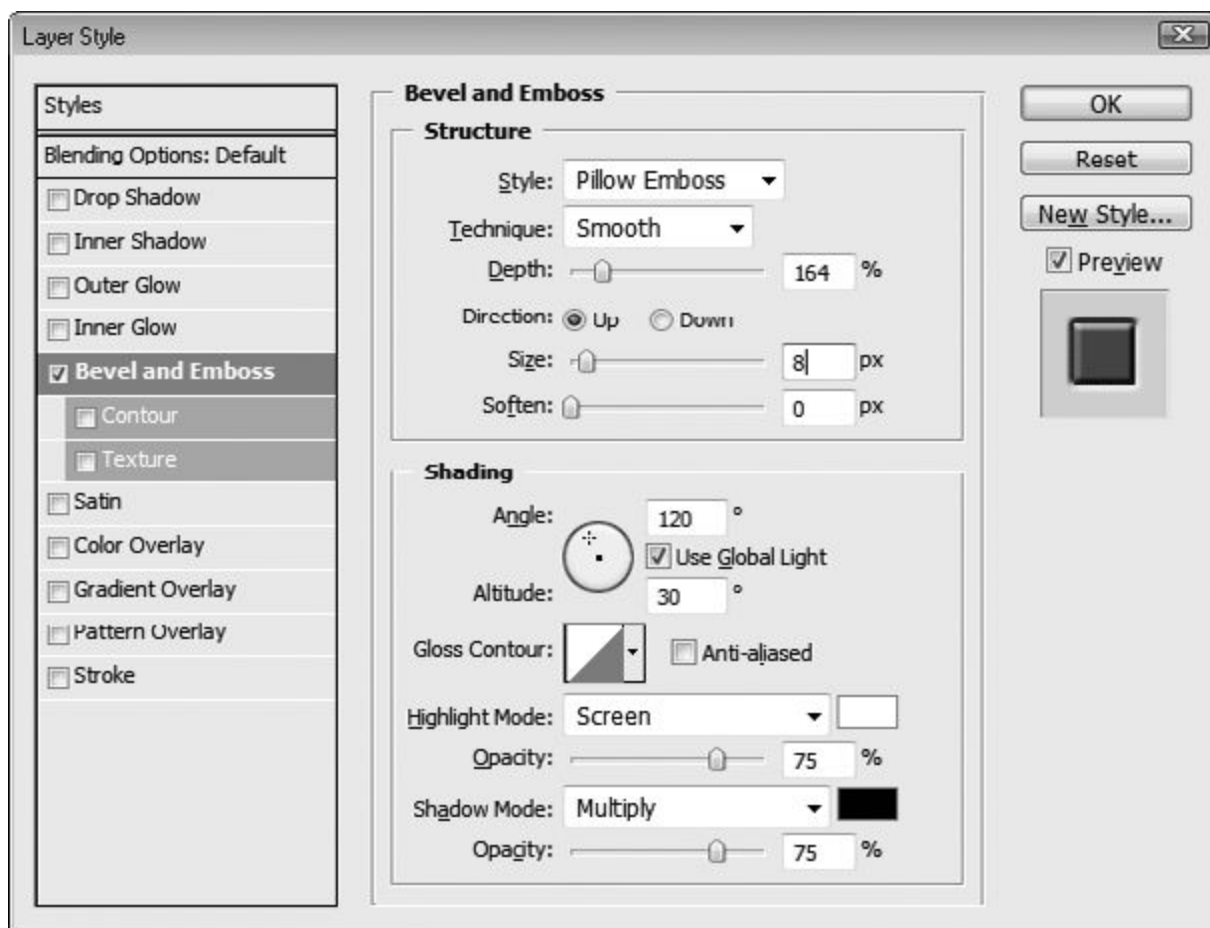 Layer Style
Styles
Blending Options: Default
Drop Shadow
Inner Shadow
Outer Glow
Inner Glow
Bevel and Emboss
Contour
Texture
Satin
Color Overlay
Gradient Overlay
Pattern Overlay
Stroke
Bevel and Emboss
Structure
Style: Pillow Emboss
Technique: Smooth
Depth: 164 %
Direction: Up Down
Size: 8 px
Soften: 0 px
Shading
Angle: 120 °
Use Global Light
Altitude: 30 °
Gloss Contour: Anti-aliased
Highlight Mode: Screen
Opacity: 75 %
Shadow Mode: Multiply
Opacity: 75 %
OK
Reset
New Style...
Preview